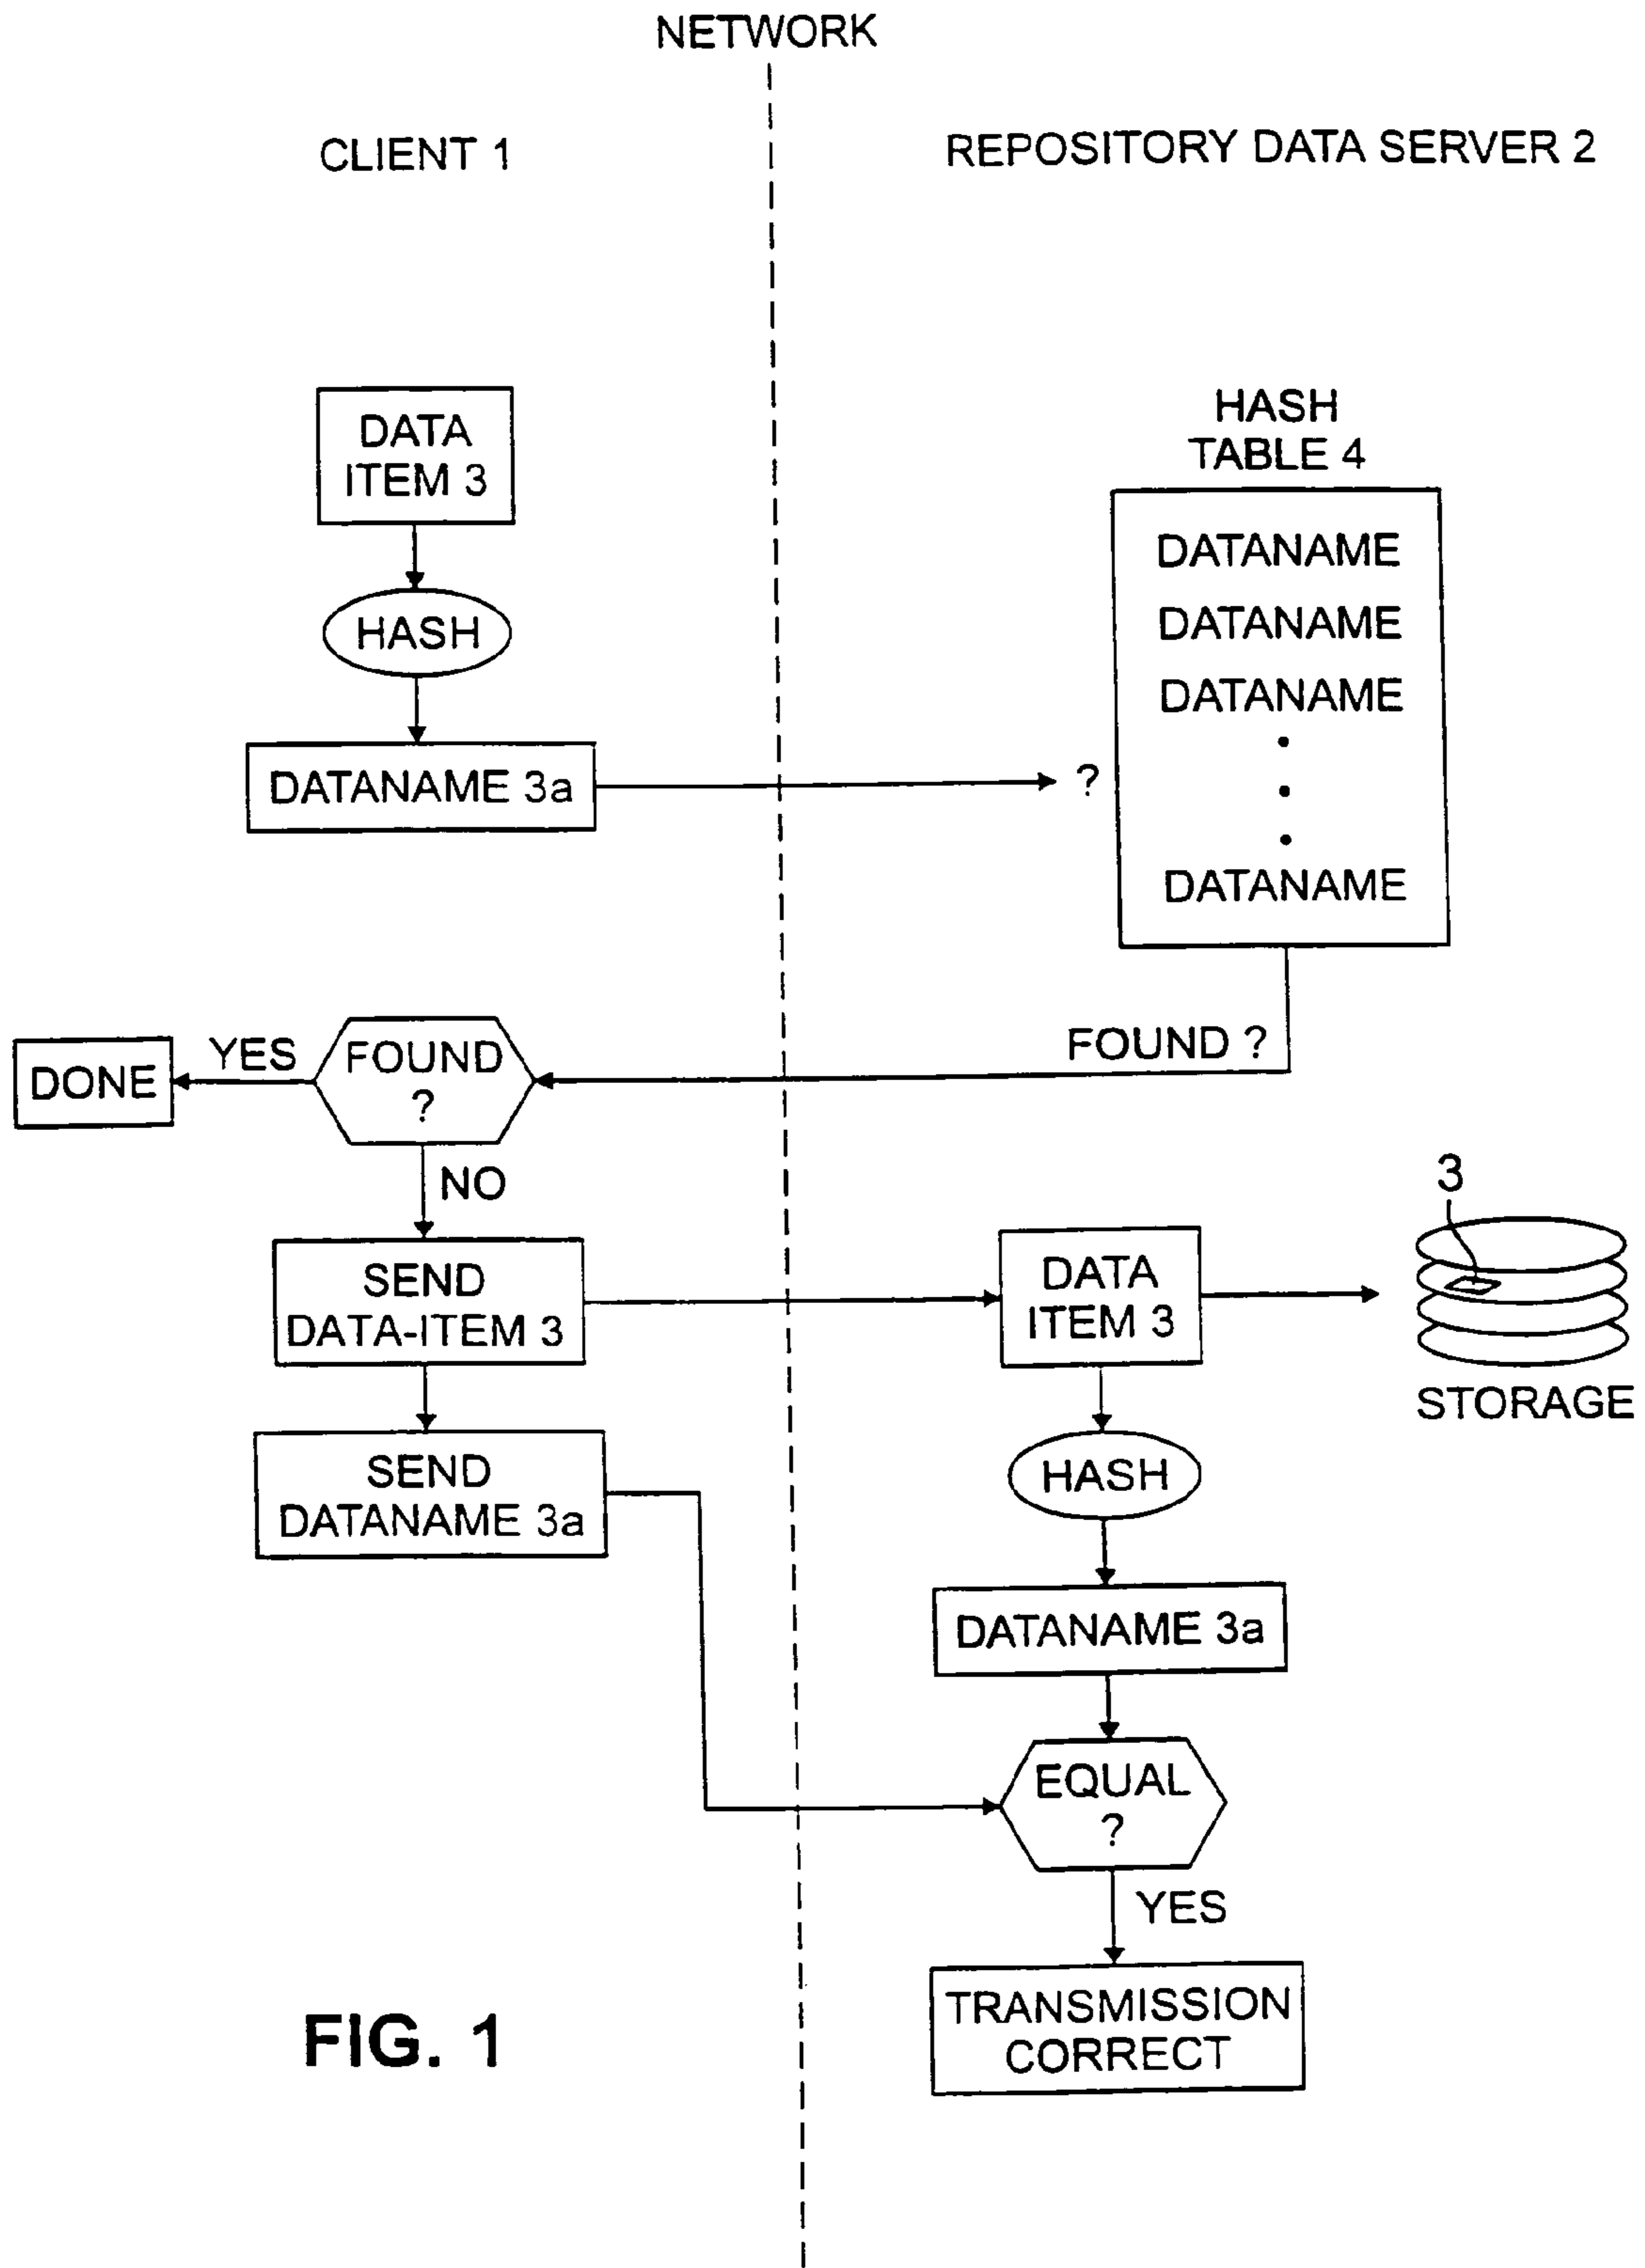 NETWORK
CLIENT 1
REPOSITORY DATA SERVER 2
DATA
ITEM 3
HASH
DATANAME 3a
HASH
TABLE 4
DATANAME
DATANAME
DATANAME
DATANAME
?
FOUND ?
FOUND
?
YES
DONE
NO
SEND
DATA-ITEM 3
SEND
DATANAME 3a
DATA
ITEM 3
3
STORAGE
HASH
DATANAME 3a
EQUAL
?
YES
TRANSMISSION
CORRECT
FIG. 1